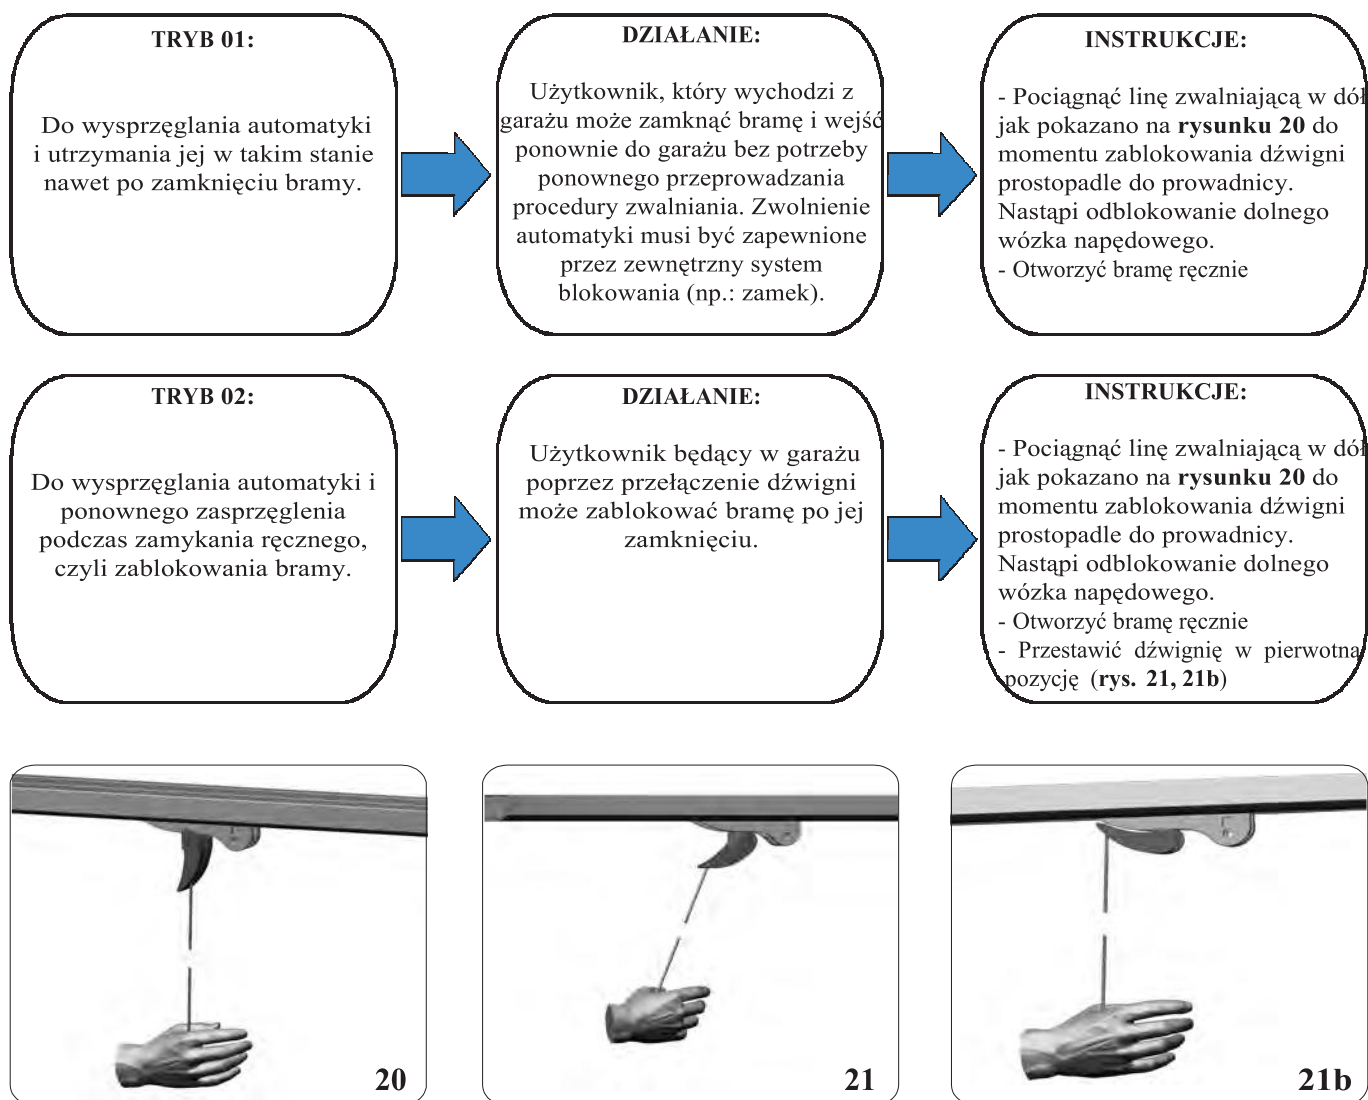 TRYB 01:
Do wysprzęglania automatyki
i utrzymania jej w takim stanie
nawet po zamknięciu bramy.
DZIAŁANIE:
Użytkownik, który wychodzi z
garażu może zamknąć bramę i wejść
ponownie do garażu bez potrzeby
ponownego przeprowadzania
procedury zwalniania. Zwolnienie
automatyki musi być zapewnione
przez zewnętrzny system
blokowania (np.: zamek).
INSTRUKCJE:
- Pociągnąć linę zwalniającą w dół
jak pokazano na rysunku 20 do
momentu zablokowania dźwigni
prostopadle do prowadnicy.
Nastąpi odblokowanie dolnego
wózka napędowego.
- Otworzyć bramę ręcznie
TRYB 02:
Do wysprzęglania automatyki i
ponownego zasprzęglenia
podczas zamykania ręcznego,
czyli zablokowania bramy.
DZIAŁANIE:
Użytkownik będący w garażu
poprzez przełączenie dźwigni
może zablokować bramę po jej
zamknięciu.
INSTRUKCJE:
- Pociągnąć linę zwalniającą w dół
jak pokazano na rysunku 20 do
momentu zablokowania dźwigni
prostopadle do prowadnicy.
Nastąpi odblokowanie dolnego
wózka napędowego.
- Otworzyć bramę ręcznie
- Przestawić dźwignię w pierwotną
pozycję (rys. 21, 21b)
20
21
21b